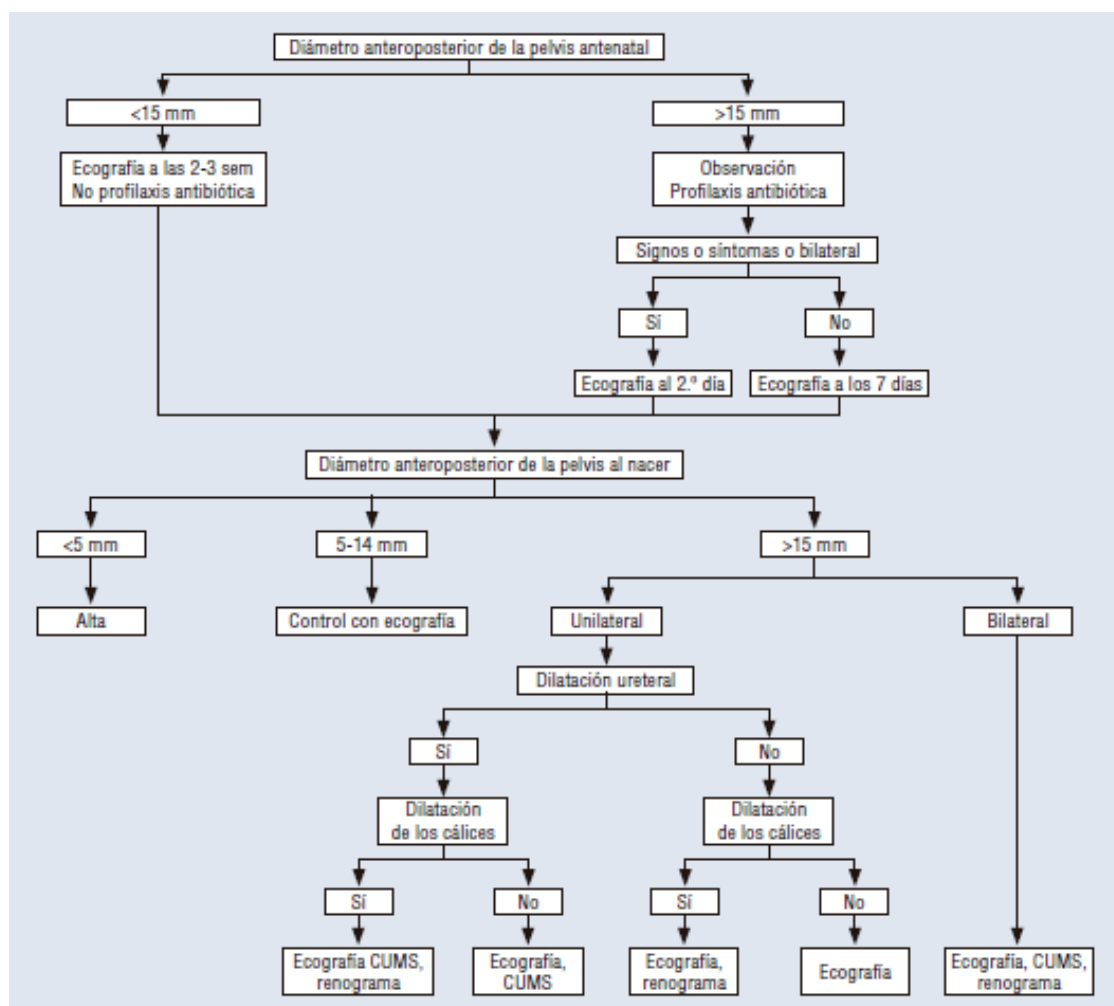 Diámetro anteroposterior de la pelvis antenatal
<15 mm
>15 mm
Ecografía a las 2-3 sem
No profilaxis antibiótica
Observación
Profilaxis antibiótica
Signos o síntomas o bilateral
Sí
No
Ecografía al 2.º día
Ecografía a los 7 días
Diámetro anteroposterior de la pelvis al nacer
<5 mm
5-14 mm
>15 mm
Alta
Control con ecografía
Unilateral
Bilateral
Dilatación ureteral
Sí
No
Dilatación
de los cálices
Dilatación
de los cálices
Sí
No
Sí
No
Ecografía CUMS,
renograma
Ecografía,
CUMS
Ecografía,
renograma
Ecografía
Ecografía, CUMS,
renograma